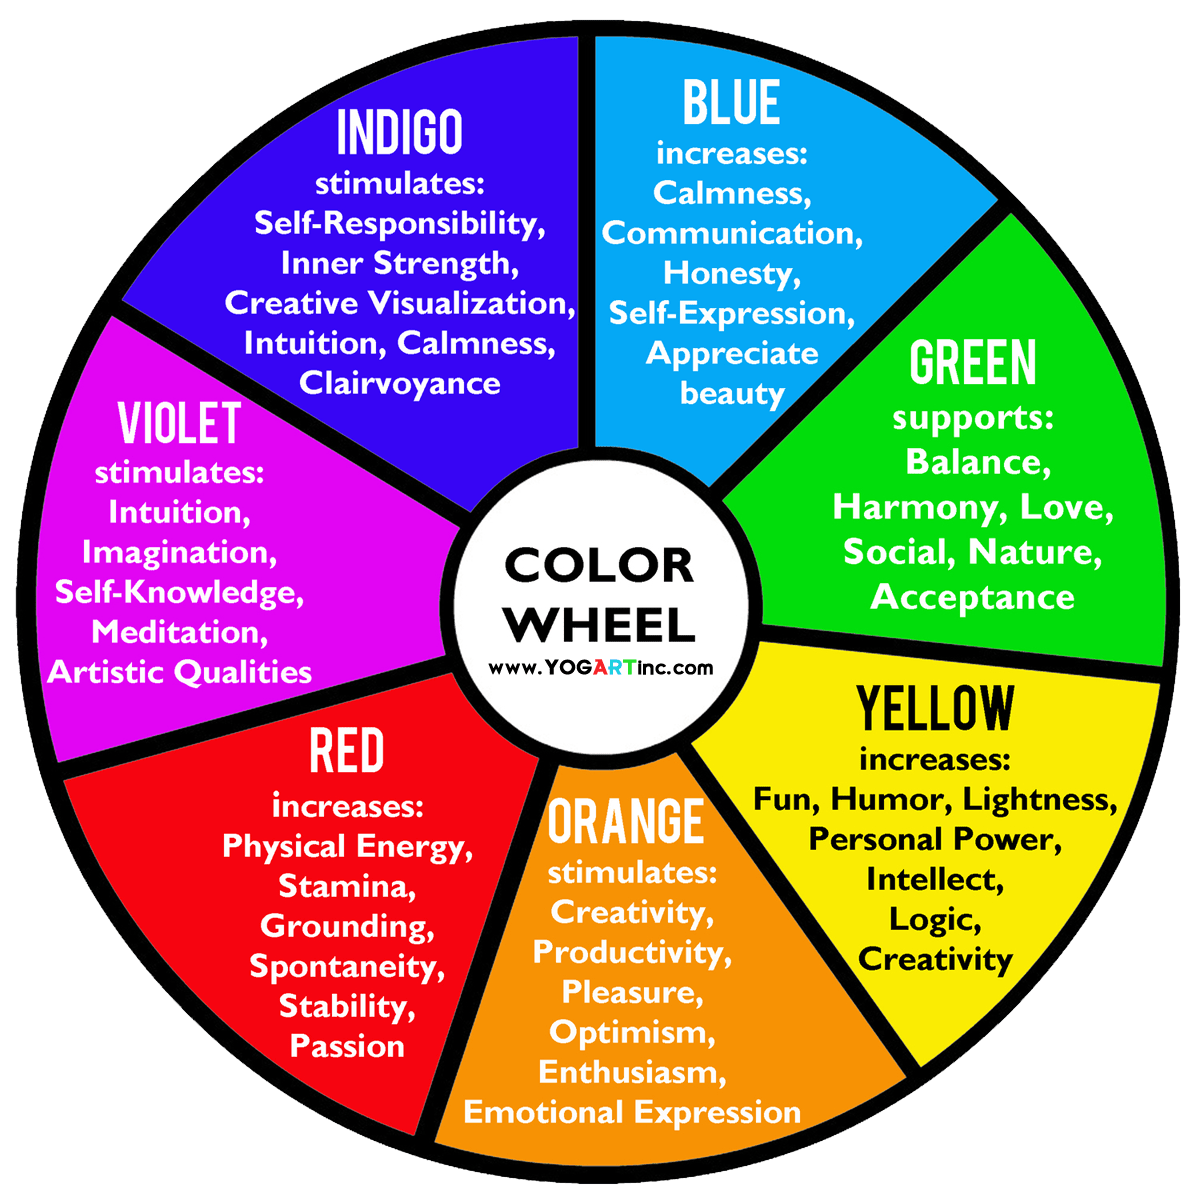 INDIGO
stimulates:
Self-Responsibility,
Inner Strength,
Creative Visualization,
Intuition, Calmness,
Clairvoyance
BLUE
increases:
Calmness,
Communication,
Honesty,
Self-Expression,
Appreciate
beauty
GREEN
supports:
Balance,
Harmony, Love,
Social, Nature,
Acceptance
YELLOW
increases:
Fun, Humor, Lightness,
Personal Power,
Intellect,
Logic,
Creativity
ORANGE
stimulates:
Creativity,
Productivity,
Pleasure,
Optimism,
Enthusiasm,
Emotional Expression
RED
increases:
Physical Energy,
Stamina,
Grounding,
Spontaneity,
Stability,
Passion
VIOLET
stimulates:
Intuition,
Imagination,
Self-Knowledge,
Meditation,
Artistic Qualities
COLOR
WHEEL
www.YOGARTinc.com